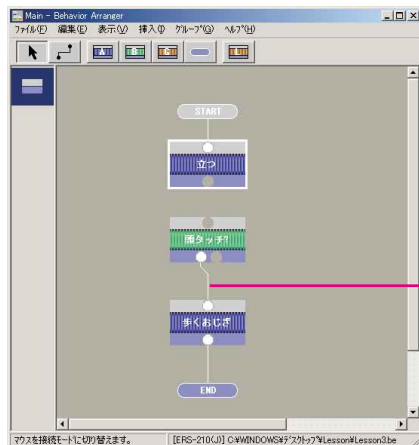 Main - Behavior Arranger
ファイル(F) 編集(E) 表示(V) 挿入(I) グループ(G) ヘルプ(H)
A B C L
START
立つ
頭タッチ?
歩くおじぎ
END
マウスを接続モードに切り替えます。 [ERS-210(J)] C:¥WINDOWS¥デスクトップ¥Lesson¥Lesson3.be